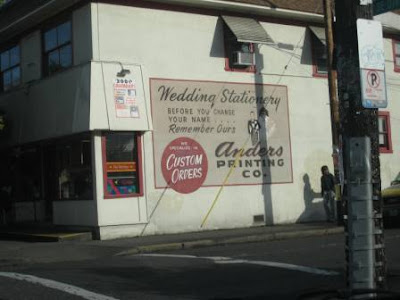 Wedding Stationery
BEFORE YOU CHANGE
YOUR NAME....
Remember Ours
WE
SPECIALIZE IN
CUSTOM
ORDERS
Anders
PRINTING
CO.
P